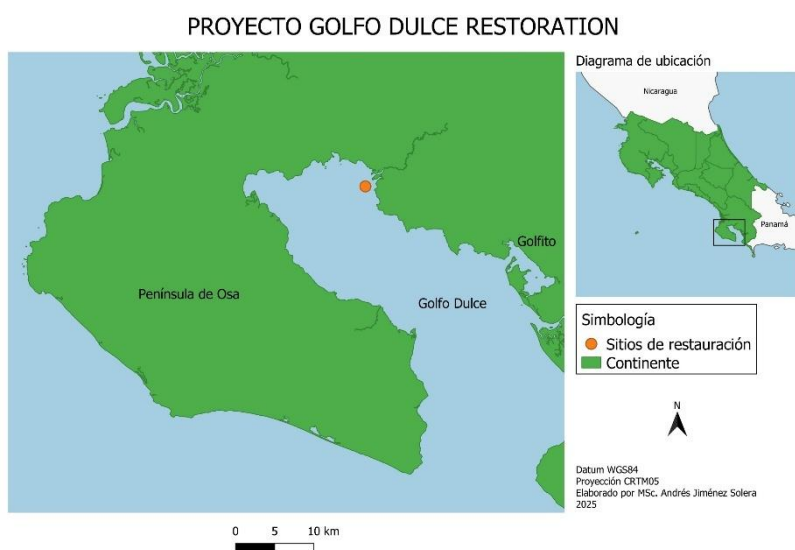 PROYECTO GOLFO DULCE RESTORATION
Diagrama de ubicación
Nicaragua
Panamá
Golfito
Península de Osa
Golfo Dulce
Simbología
Sitios de restauración
Continente
N
Datum WGS84
Proyección CRTM05
Elaborado por MSc. Andrés Jiménez Solera
2025
0 5 10 km